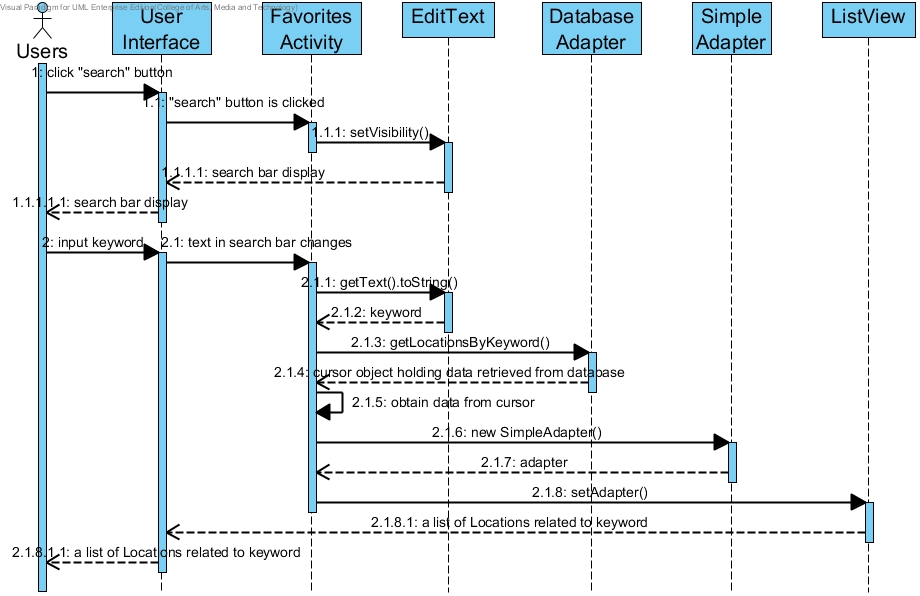 Visual Paradigm for UML Enterprise Edition(College of Arts, Media and Technology)
Users
User
Interface
Favorites
Activity
EditText
Database
Adapter
Simple
Adapter
ListView
1: click "search" button
1.1: "search" button is clicked
1.1.1: setVisibility()
1.1.1.1: search bar display
1.1.1.1.1: search bar display
2: input keyword
2.1: text in search bar changes
2.1.1: getText().toString()
2.1.2: keyword
2.1.3: getLocationsByKeyword()
2.1.4: cursor object holding data retrieved from database
2.1.5: obtain data from cursor
2.1.6: new SimpleAdapter()
2.1.7: adapter
2.1.8: setAdapter()
2.1.8.1: a list of Locations related to keyword
2.1.8.1.1: a list of Locations related to keyword